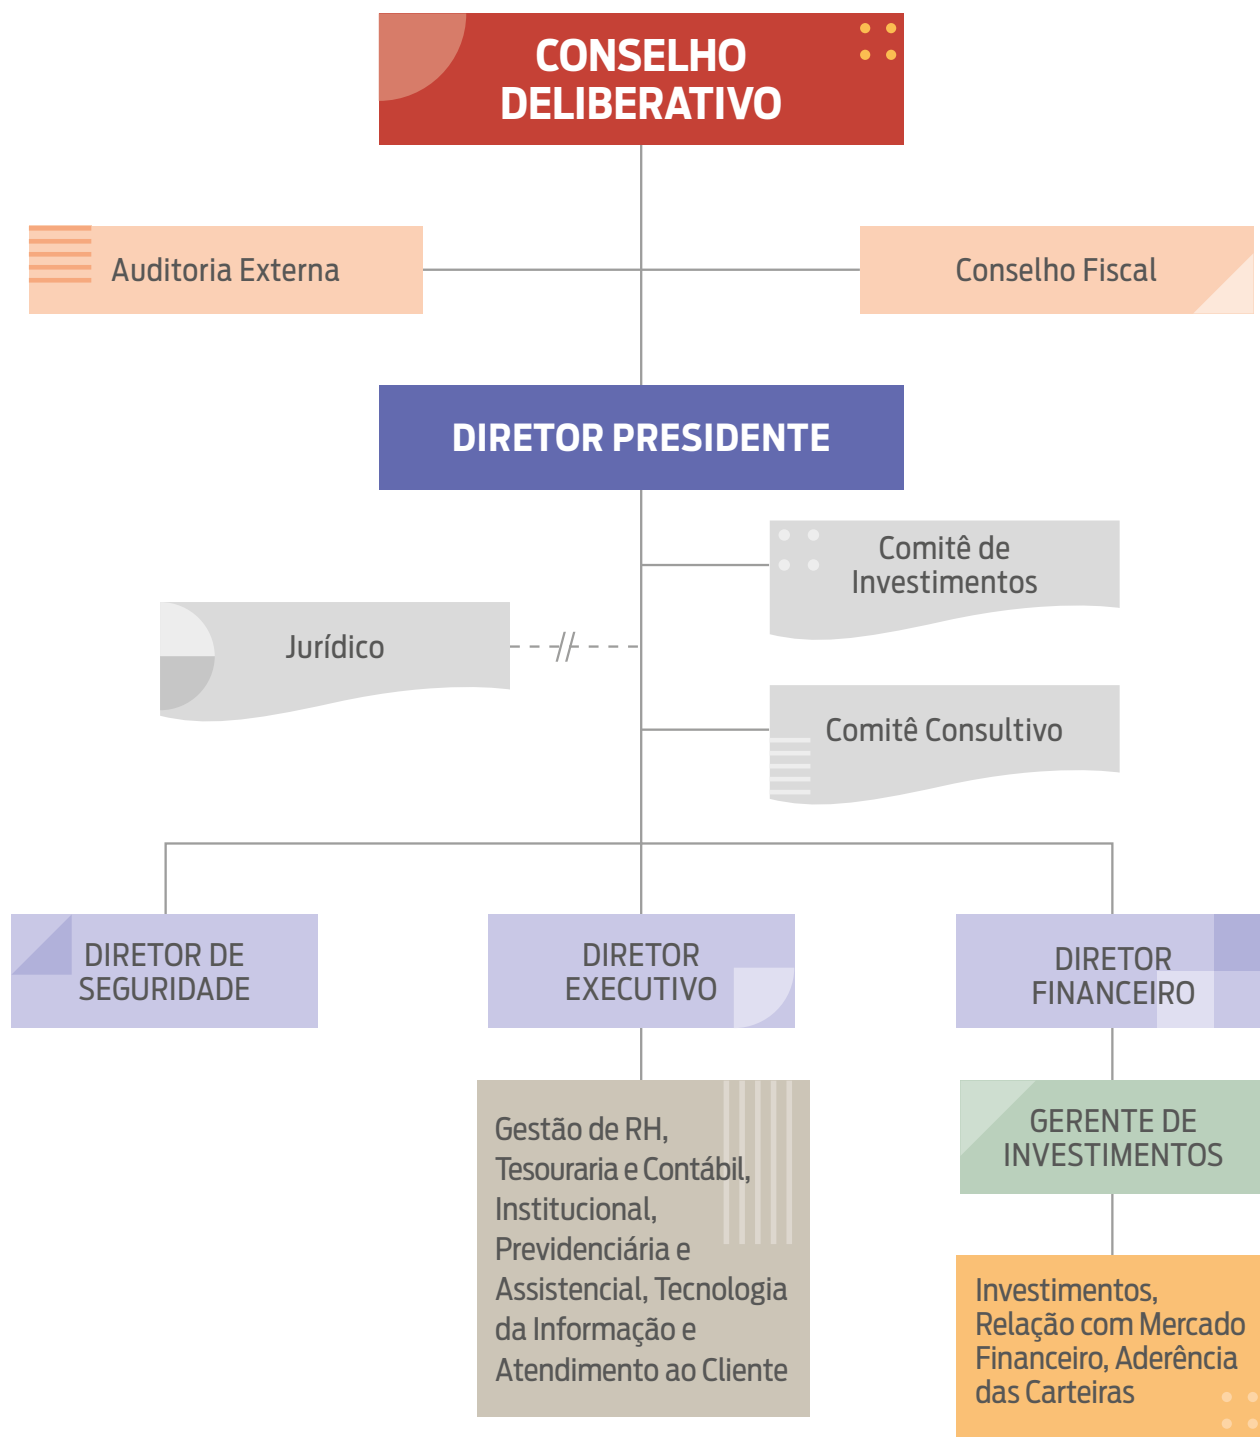 CONSELHO
DELIBERATIVO
Auditoria Externa
Conselho Fiscal
DIRETOR PRESIDENTE
Comitê de
Investimentos
Jurídico
Comitê Consultivo
DIRETOR DE
SEGURIDADE
DIRETOR
EXECUTIVO
DIRETOR
FINANCEIRO
Gestão de RH,
Tesouraria e Contábil,
Institucional,
Previdenciária e
Assistencial, Tecnologia
da Informação e
Atendimento ao Cliente
GERENTE DE
INVESTIMENTOS
Investimentos,
Relação com Mercado
Financeiro, Aderência
das Carteiras